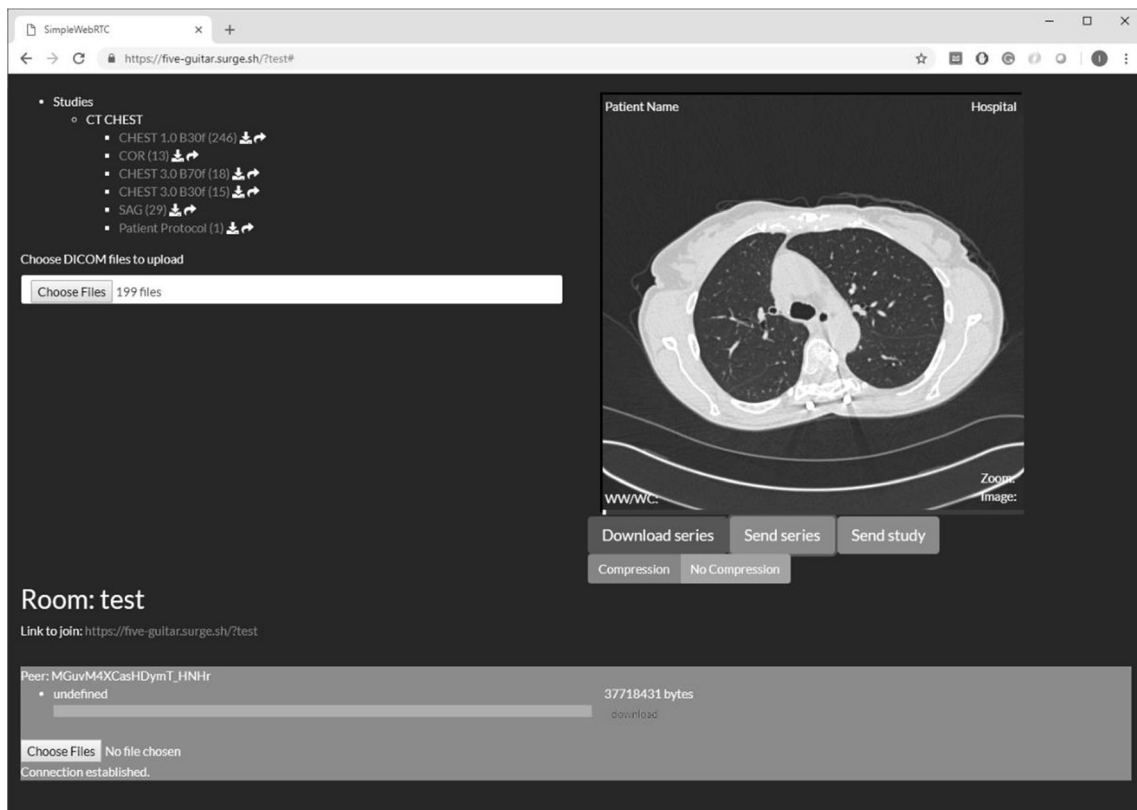 SimpleWebRTC
https://five-guitar.surge.sh/?test#
Studies
CT CHEST
CHEST 1.0 B30f (246)
COR (13)
CHEST 3.0 B70f (18)
CHEST 3.0 B30f (15)
SAG (29)
Patient Protocol (1)
Choose DICOM files to upload
Choose Files 199 files
Patient Name Hospital
Zoom:
WW/WC: Image:
Download series Send series Send study
Compression No Compression
Room: test
Link to join: https://five-guitar.surge.sh/?test
Peer: MGuvM4XCasHDymT_HNHr
undefined 37718431 bytes
download
Choose Files No file chosen
Connection established.